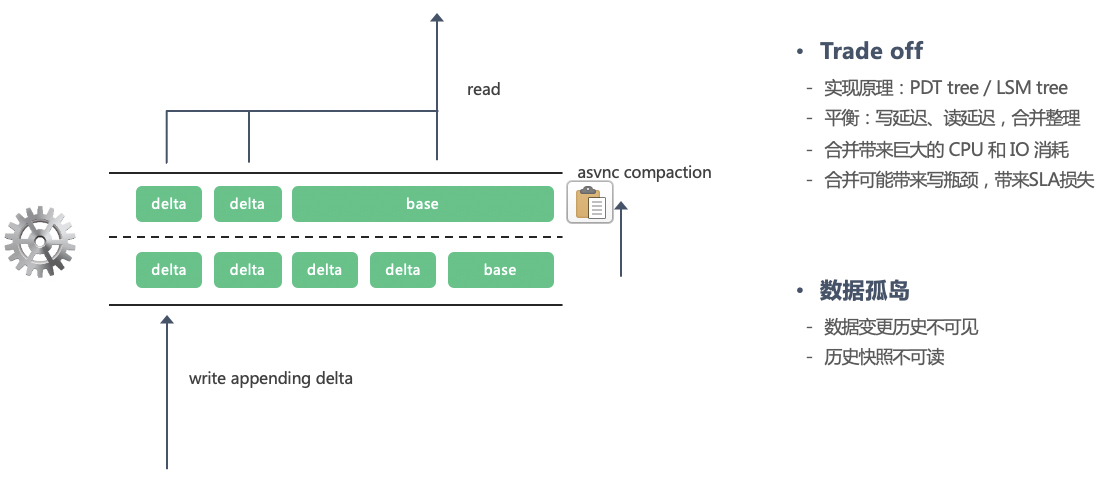 read
async compaction
delta delta base
delta delta delta delta base
write appending delta
• Trade off
- 实现原理：PDT tree / LSM tree
- 平衡：写延迟、读延迟，合并整理
- 合并带来巨大的 CPU 和 IO 消耗
- 合并可能带来写瓶颈，带来SLA损失
• 数据孤岛
- 数据变更历史不可见
- 历史快照不可读